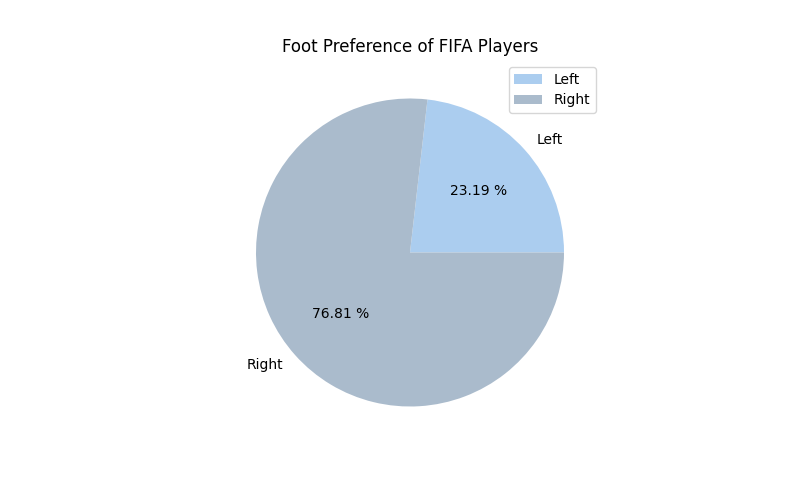 Foot Preference of FIFA Players
Left
Right
Left
23.19 %
76.81 %
Right